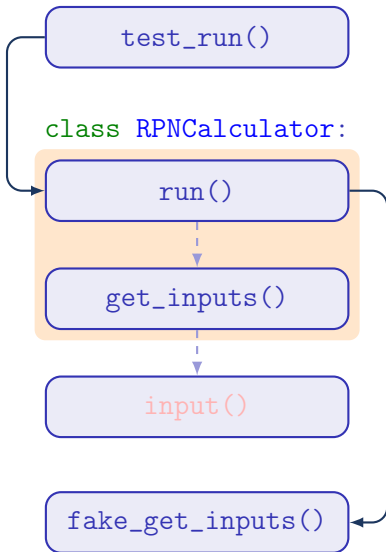 test_run()
class RPNCalculator:
run()
get_inputs()
input()
fake_get_inputs()